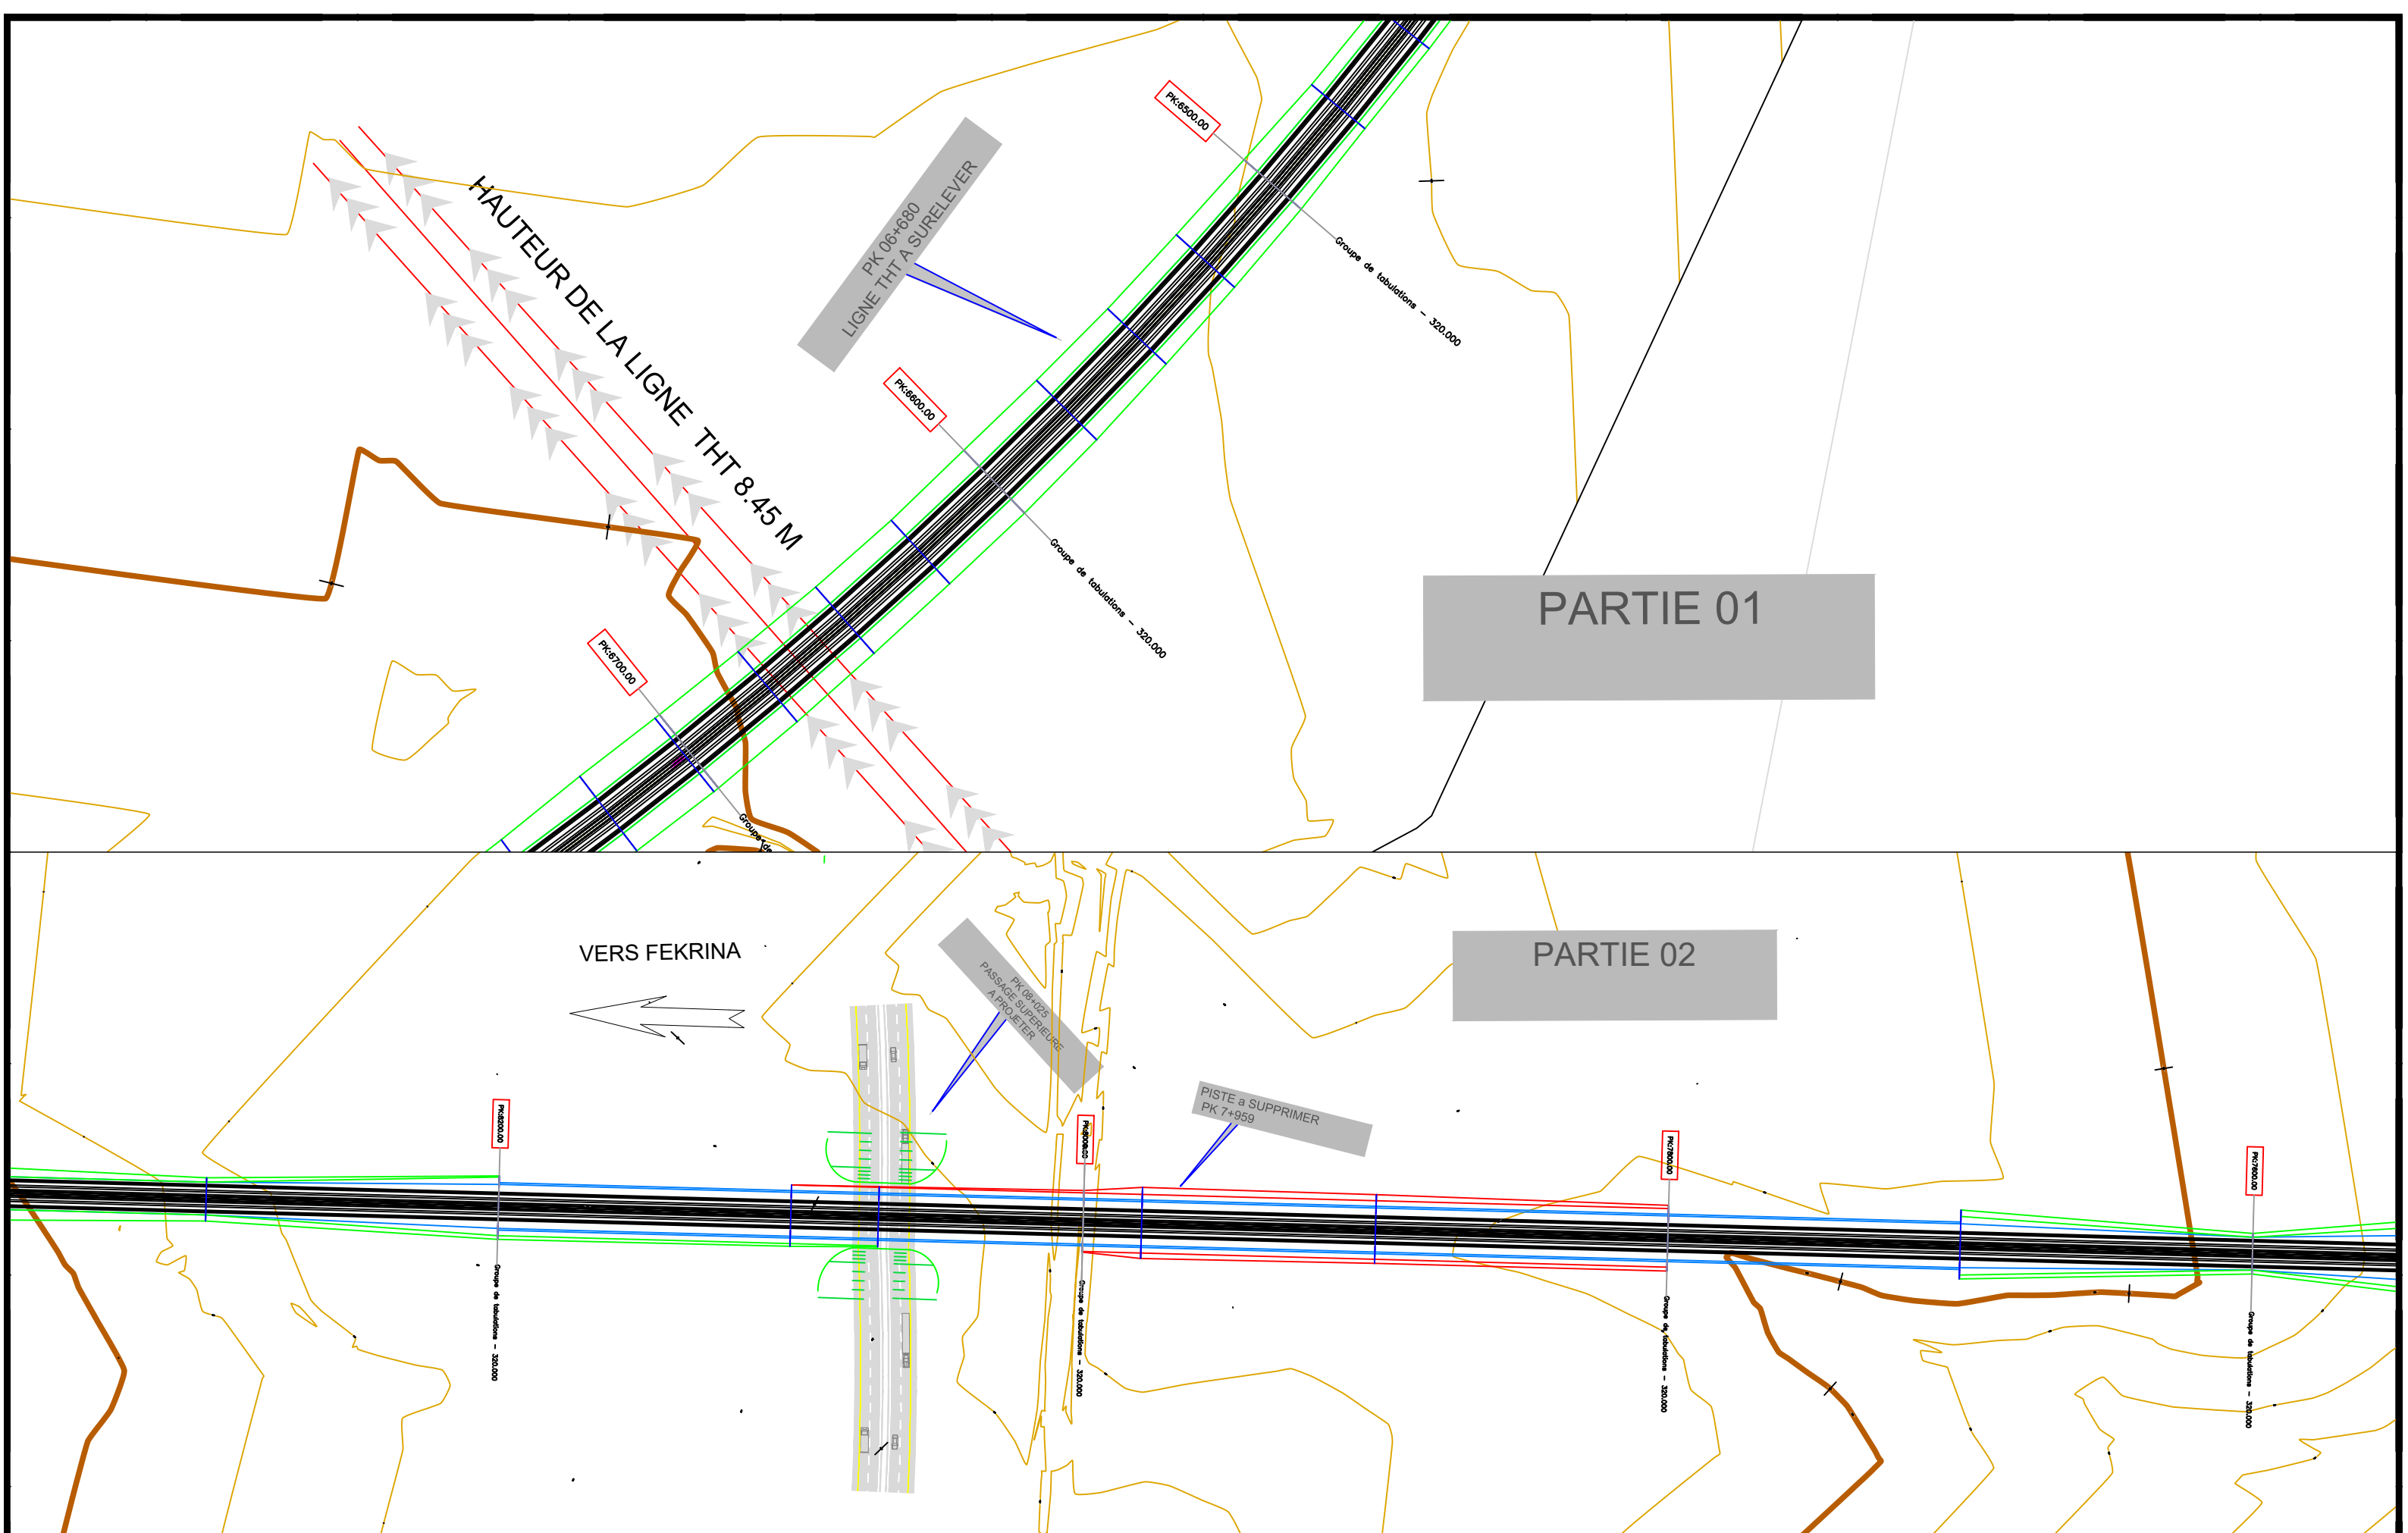 PK:6500.00
Groupe de tabulations - 320.000
PK 06+680
LIGNE THT A SURELEVER
HAUTEUR DE LA LIGNE THT 8.45 M
PK:6600.00
Groupe de tabulations - 320.000
PARTIE 01
PK:6700.00
Groupe de
VERS FEKRINA
PK 08+025
PASSAGE SUPERIEURE
A PROJETER
PARTIE 02
PISTE a SUPPRIMER
PK 7+959
PK:8200.00
PK:7800.00
PK:7600.00
Groupe de tabulations - 320.000
Groupe de tabulations - 320.000
Groupe de tabulations - 320.000
Groupe de tabulations - 320.000